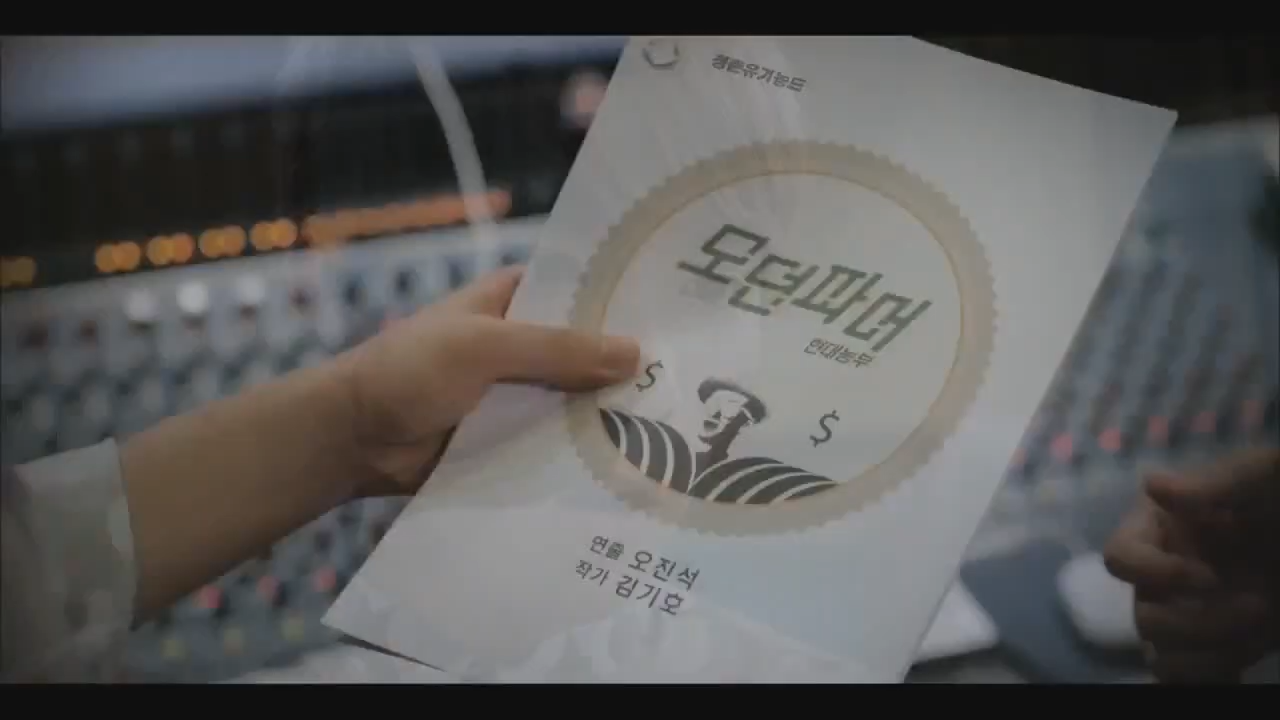 청춘유기농드
모던파머
현대농부
$
$
연출 오진석
작가 김기호